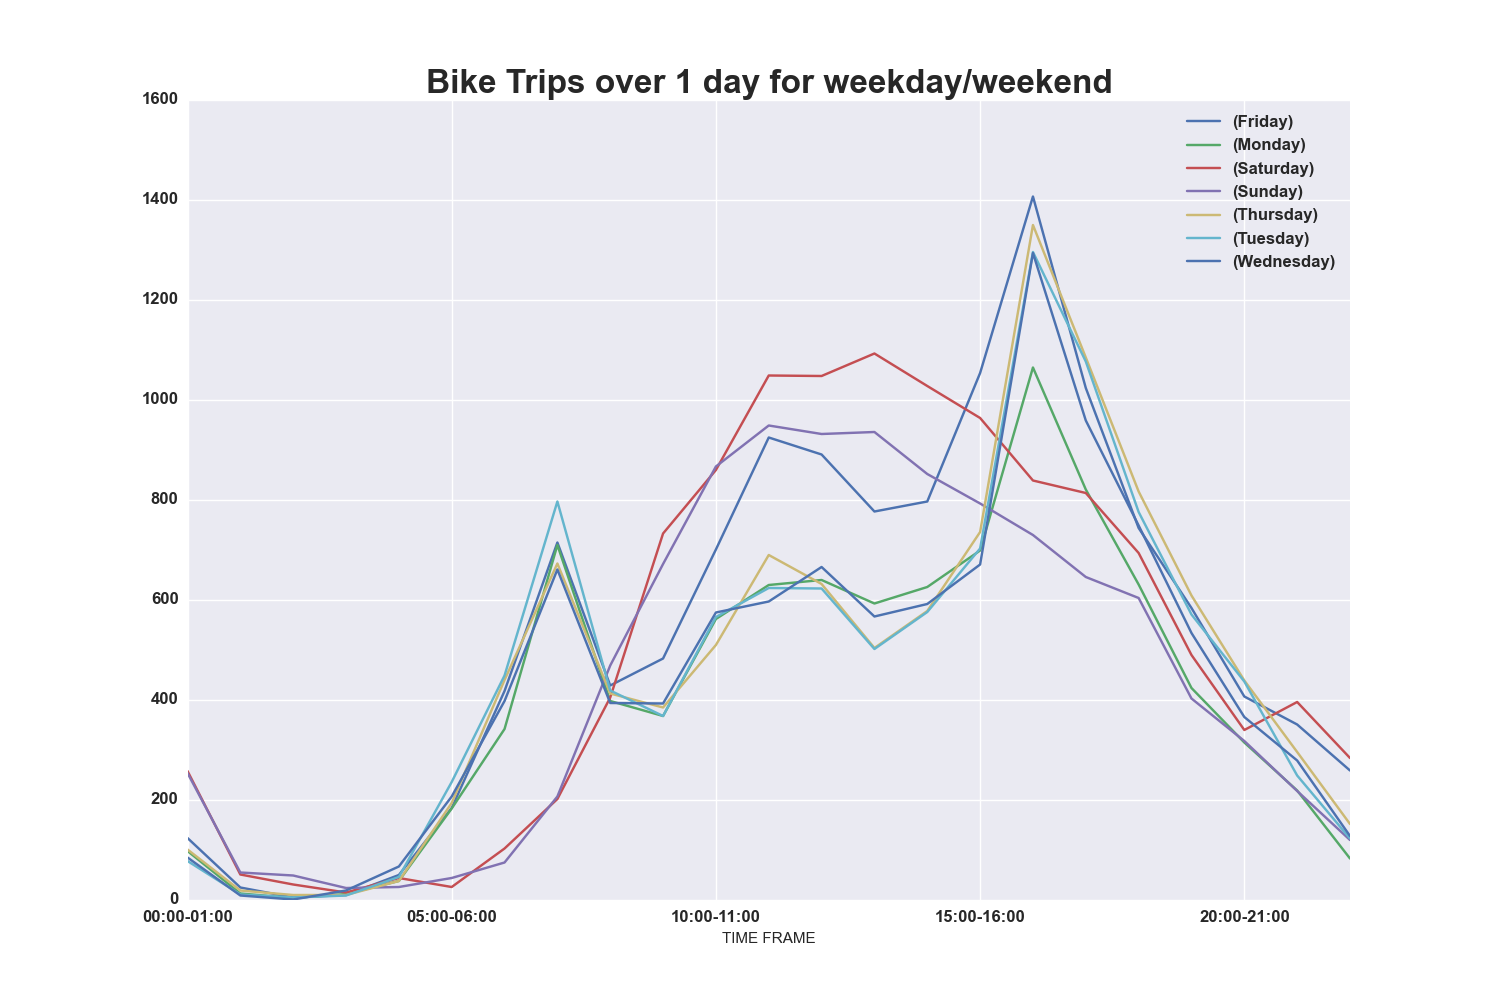 Bike Trips over 1 day for weekday/weekend
1600
1400
1200
1000
800
600
400
200
0
(Friday)
(Monday)
(Saturday)
(Sunday)
(Thursday)
(Tuesday)
(Wednesday)
00:00-01:00 05:00-06:00 10:00-11:00 15:00-16:00 20:00-21:00
TIME FRAME